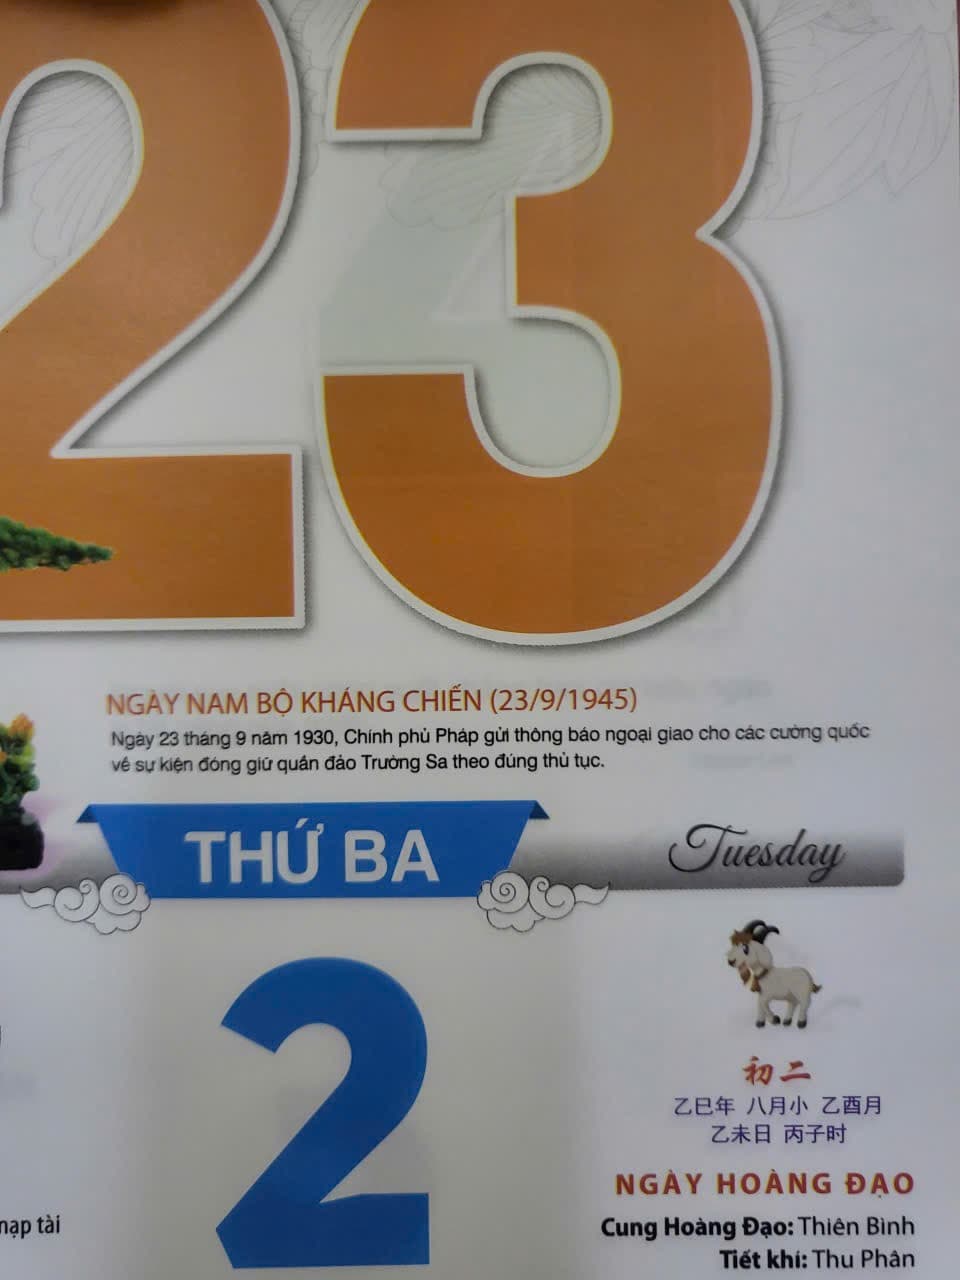 23
NGÀY NAM BỘ KHÁNG CHIẾN (23/9/1945)
Ngày 23 tháng 9 năm 1930, Chính phủ Pháp gửi thông báo ngoại giao cho các cường quốc
về sự kiện đóng giữ quần đảo Trường Sa theo đúng thủ tục.
THỨ BA
Tuesday
2
初二
乙巳年 八月小 乙酉月
乙未日 丙子时
NGÀY HOÀNG ĐẠO
nạp tài
Cung Hoàng Đạo: Thiên Bình
Tiết khí: Thu Phân